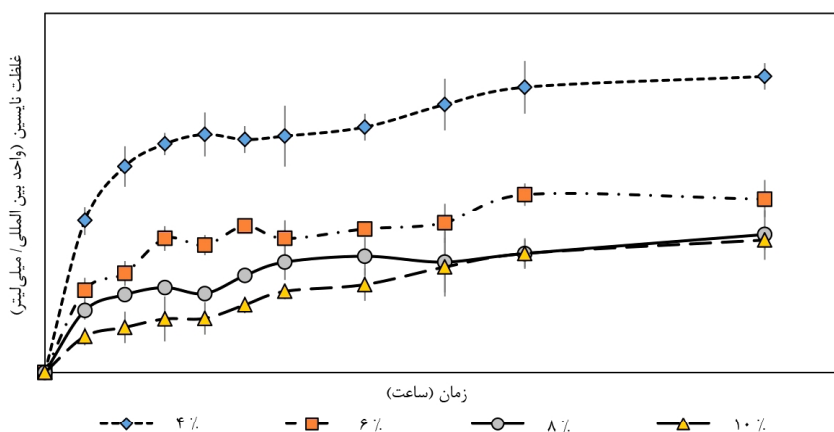 غلظت نایسین (واحد بین المللی/ میلی‌لیتر)
زمان (ساعت)
۴ %
۶ %
۸ %
۱۰ %